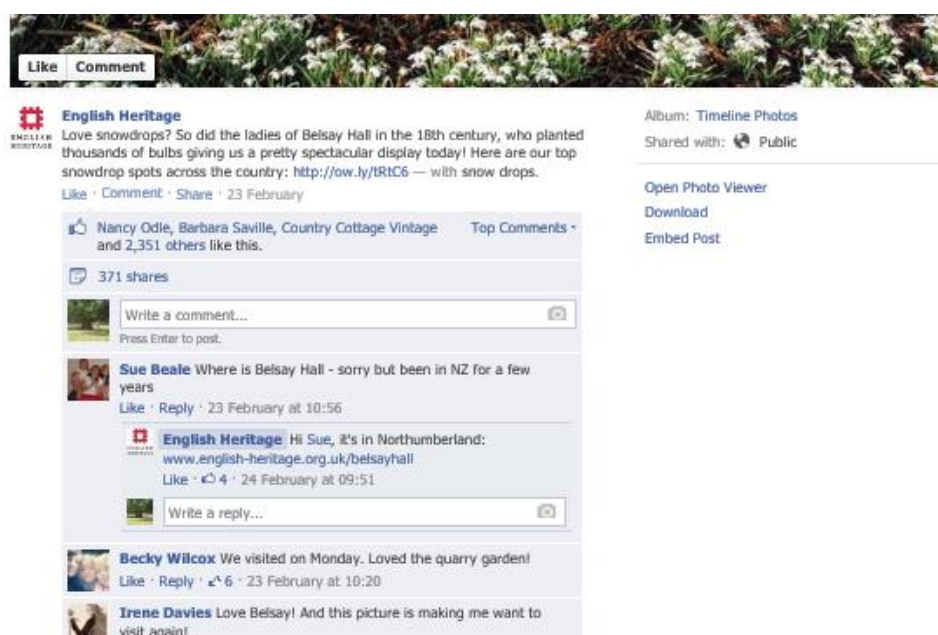 Like Comment
English Heritage
ENGLISH
HERITAGE
Love snowdrops? So did the ladies of Belsay Hall in the 18th century, who planted
thousands of bulbs giving us a pretty spectacular display today! Here are our top
snowdrop spots across the country: http://ow.ly/tRtC6 — with snow drops.
Like · Comment · Share · 23 February
Nancy Odle, Barbara Saville, Country Cottage Vintage
and 2,351 others like this.
Top Comments
371 shares
Write a comment...
Press Enter to post.
Sue Beale Where is Belsay Hall - sorry but been in NZ for a few
years
Like · Reply · 23 February at 10:56
English Heritage Hi Sue, it's in Northumberland:
www.english-heritage.org.uk/belsayhall
Like · 4 · 24 February at 09:51
Write a reply...
Becky Wilcox We visited on Monday. Loved the quarry garden!
Like · Reply · 6 · 23 February at 10:20
Irene Davies Love Belsay! And this picture is making me want to
visit again!
Album: Timeline Photos
Shared with: Public
Open Photo Viewer
Download
Embed Post